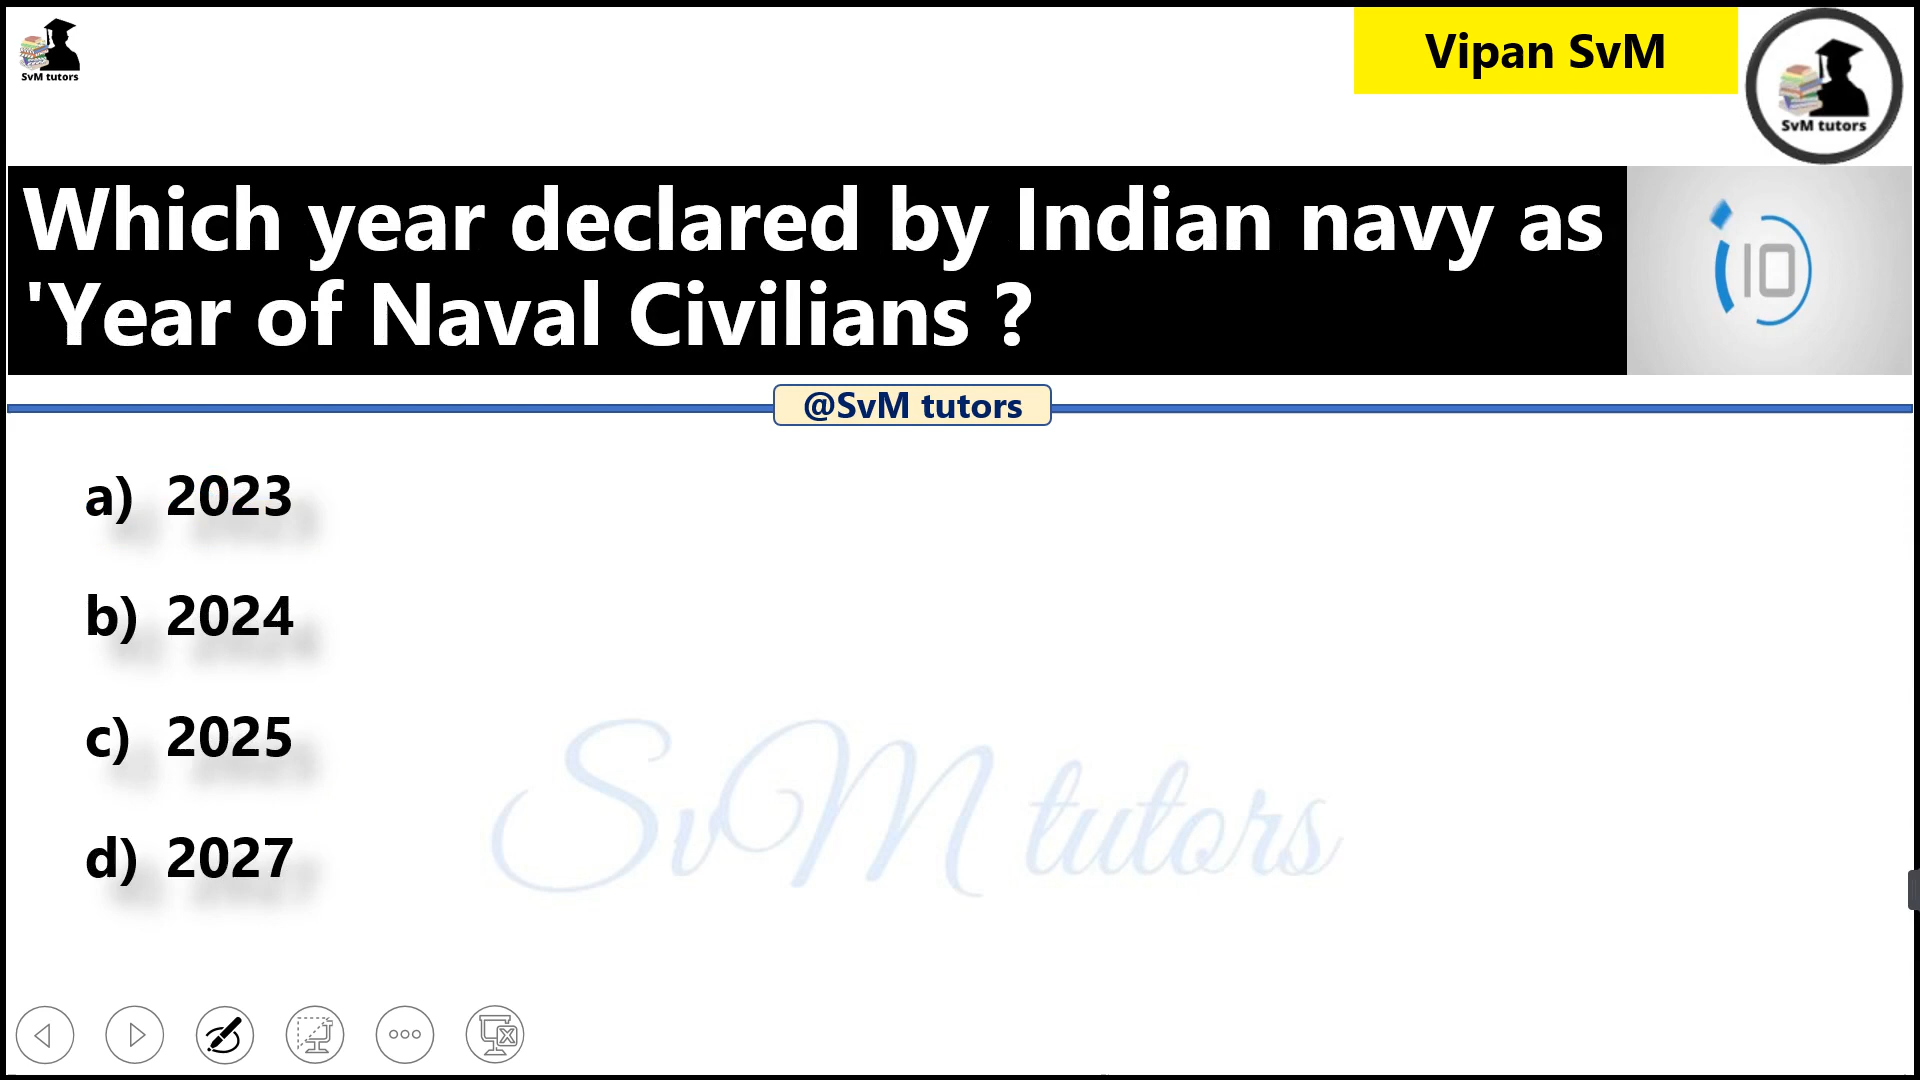 SvM tutors
Vipan SvM
SvM tutors
Which year declared by Indian navy as
'Year of Naval Civilians ?
10
@SvM tutors
a) 2023
b) 2024
c) 2025
d) 2027
SvM tutors